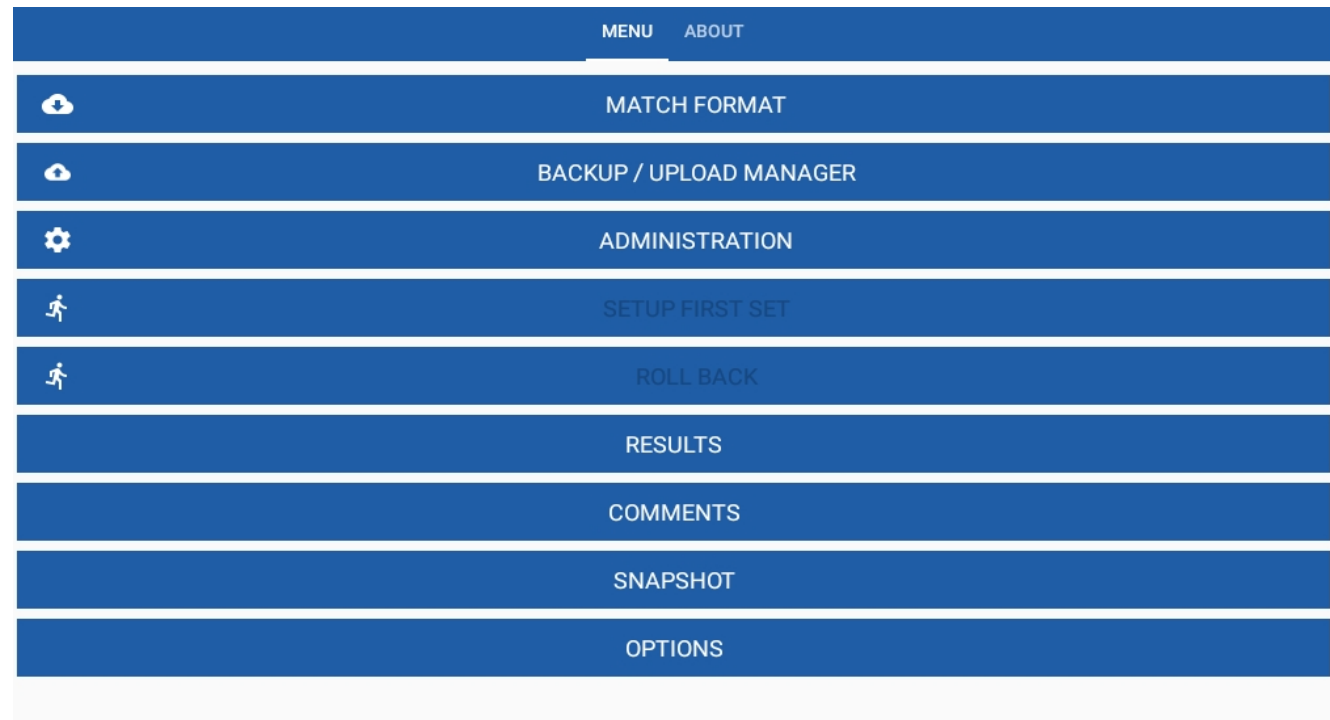 MENU ABOUT
MATCH FORMAT
BACKUP / UPLOAD MANAGER
ADMINISTRATION
SETUP FIRST SET
ROLL BACK
RESULTS
COMMENTS
SNAPSHOT
OPTIONS